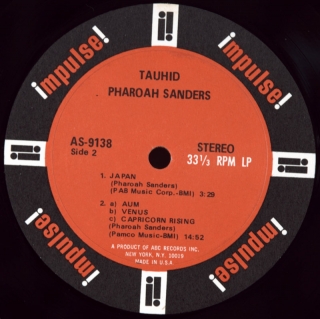 impulse!
TAUHID
PHAROAH SANDERS
AS-9138
Side 2
STEREO
33⅓ RPM LP
1. JAPAN
(Pharoah Sanders)
(PAB Music Corp.-BMI) 3:29
2. a) AUM
b) VENUS
c) CAPRICORN RISING
(Pharoah Sanders)
(Pamco Music-BMI) 14:52
A PRODUCT OF ABC RECORDS INC.
NEW YORK, N.Y. 10019
MADE IN U.S.A.
impulse!
impulse!
impulse!